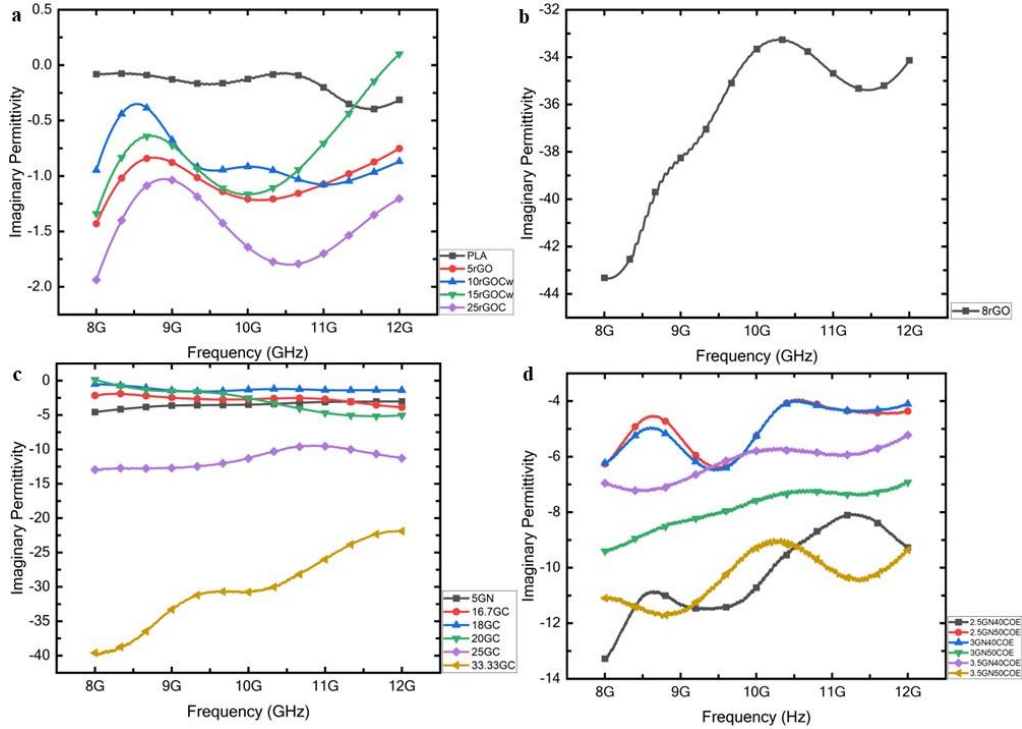 a
0.5
0.0
-0.5
-1.0
-1.5
-2.0
Imaginary Permittivity
8G 9G 10G 11G 12G
Frequency (GHz)
PLA
5rGO
10rGOCw
15rGOCw
25rGOC
b
-32
-34
-36
-38
-40
-42
-44
Imaginary Permittivity
8G 9G 10G 11G 12G
Frequency (GHz)
8rGO
c
0
-5
-10
-15
-20
-25
-30
-35
-40
Imaginary Permittivity
8G 9G 10G 11G 12G
Frequency (GHz)
5GN
16.7GC
18GC
20GC
25GC
33.33GC
d
-4
-6
-8
-10
-12
-14
Imaginary Permittivity
8G 9G 10G 11G 12G
Frequency (Hz)
2.5GN40COE
2.5GN50COE
3GN40COE
3GN50COE
3.5GN40COE
3.5GN50COE